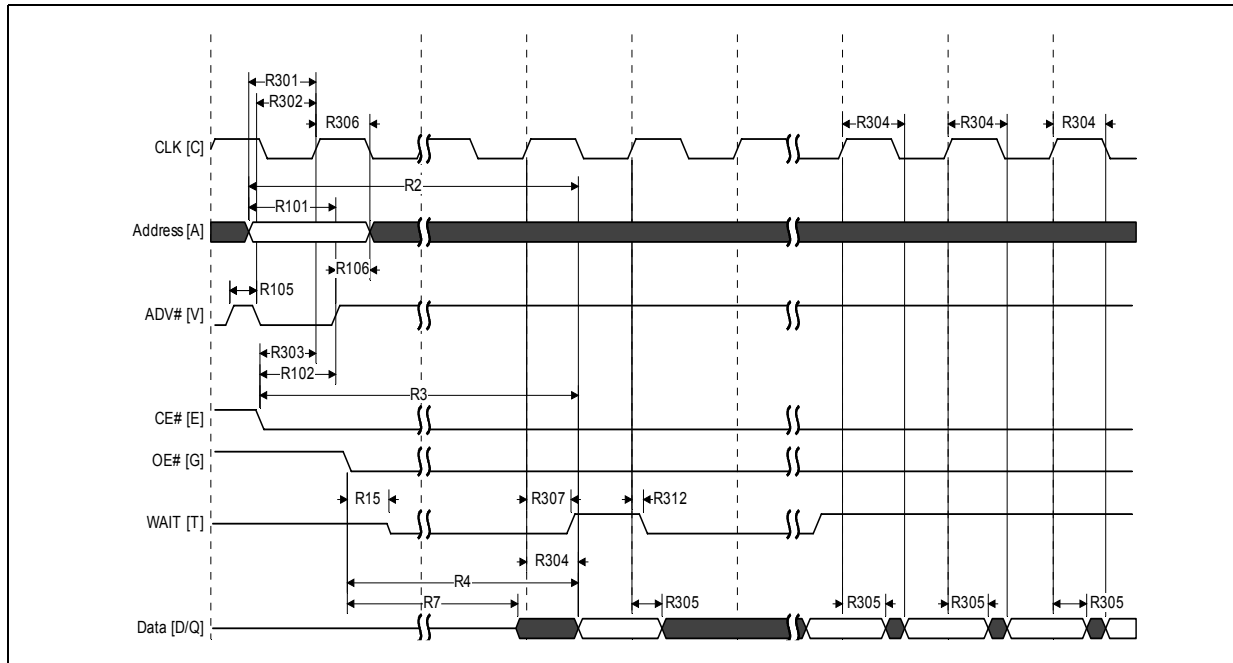 R301
R302
R306 R304 R304 R304
CLK [C]
R2
R101
Address [A]
R106
R105
ADV# [V]
R303
R102
R3
CE# [E]
OE# [G]
R15 R307 R312
WAIT [T]
R304
R4
R7 R305 R305 R305 R305
Data [D/Q]